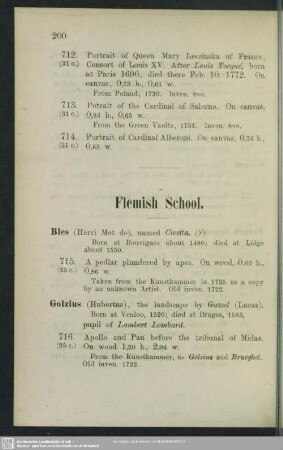 200
712. Portrait of Queen Mary Leczinska of France,
(31 c.) Consort of Louis XV. After Louis Tocqué, born
at Paris 1696; died there Feb. 10. 1772. On
canvas, 0,73 h., 0,61 w.
From Poland, 1730. Inven. 8vo.
713. Potrait of the Cardinal of Salerno. On canvas,
(31 c.) 0,83 h., 0,65 w.
From the Green Vaults, 1734. Inven. 8vo.
714. Portrait of Cardinal Alberoni. On canvas, 0,74 h.,
(51 c.) 0,63 w.
Flemish School.
Bles (Herri Met de), named Civetta, (?)
Born at Bouvignes about 1480; died at Liége
about 1550.
715. A pedlar plundered by apes. On wood, 0,60 h.,
(25 c.) 0,86 w.
Taken from the Kunstkammer in 1725 as a copy
by an unknown Artist. Old inven. 1722.
Golzius (Hubertus), the landscape by Gassel (Lucas).
Born at Venloo, 1520; died at Bruges, 1583,
pupil of Lambert Lombard.
716. Apollo and Pan before the tribunal of Midas.
(25 c.) On wood 1,20 h., 2,04 w.
From the Kunstkammer, as Golzius and Brueghel.
Old inven. 1722.